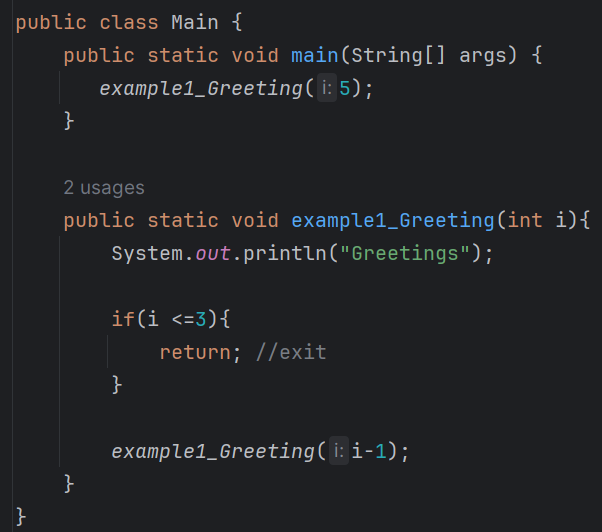 public class Main {
    public static void main(String[] args) {
       example1_Greeting( i: 5);
    }

    2 usages
    public static void example1_Greeting(int i){
        System.out.println("Greetings");

        if(i <=3){
            return; //exit
        }

        example1_Greeting( i: i-1);
    }
}